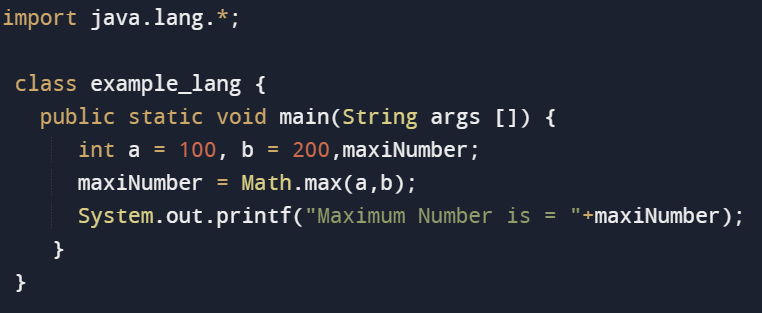 import java.lang.*;
class example_lang {
public static void main(String args []) {
int a = 100, b = 200,maxiNumber;
maxiNumber = Math.max(a,b);
System.out.printf("Maximum Number is = "+maxiNumber);
}
}